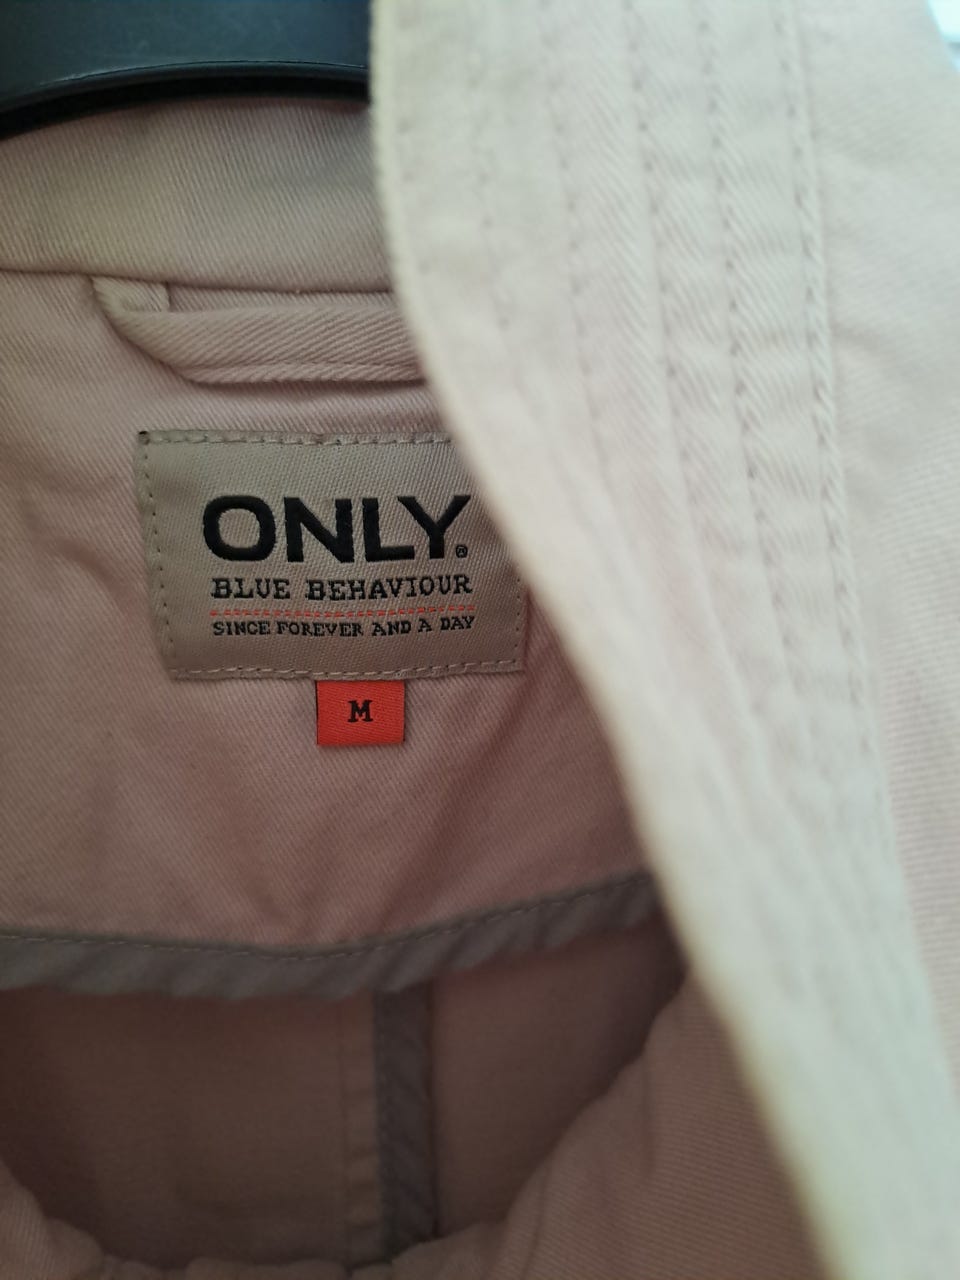 ONLY®
BLUE BEHAVIOUR
SINCE FOREVER AND A DAY
M